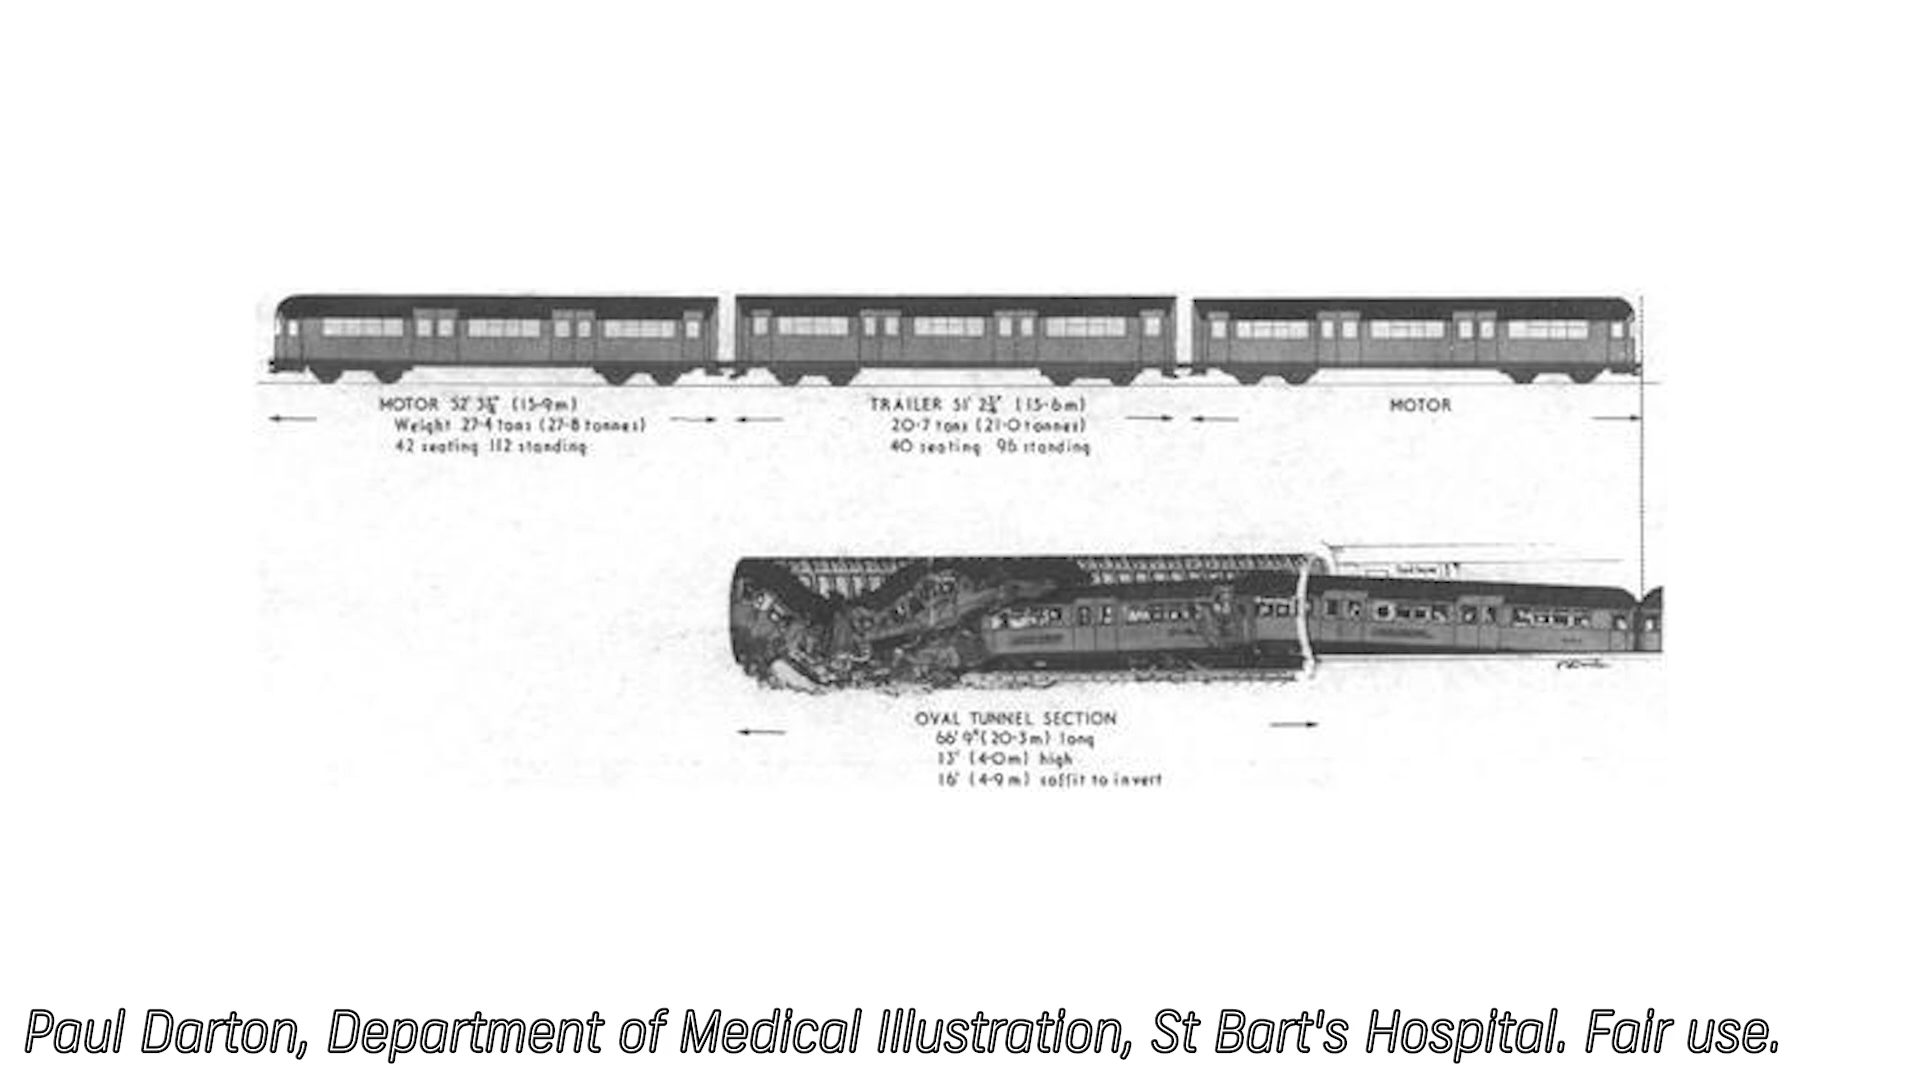 MOTOR 52' 3¾" (15·9m)
Weight 27·4 tons (27·8 tonnes)
42 seating 112 standing
TRAILER 51' 2¾" (15·6m)
20·7 tons (21·0 tonnes)
40 seating 96 standing
MOTOR
OVAL TUNNEL SECTION
66' 9" (20·3m) long
13' (4·0m) high
16' (4·9m) soffit to invert
Paul Darton, Department of Medical Illustration, St Bart's Hospital. Fair use.